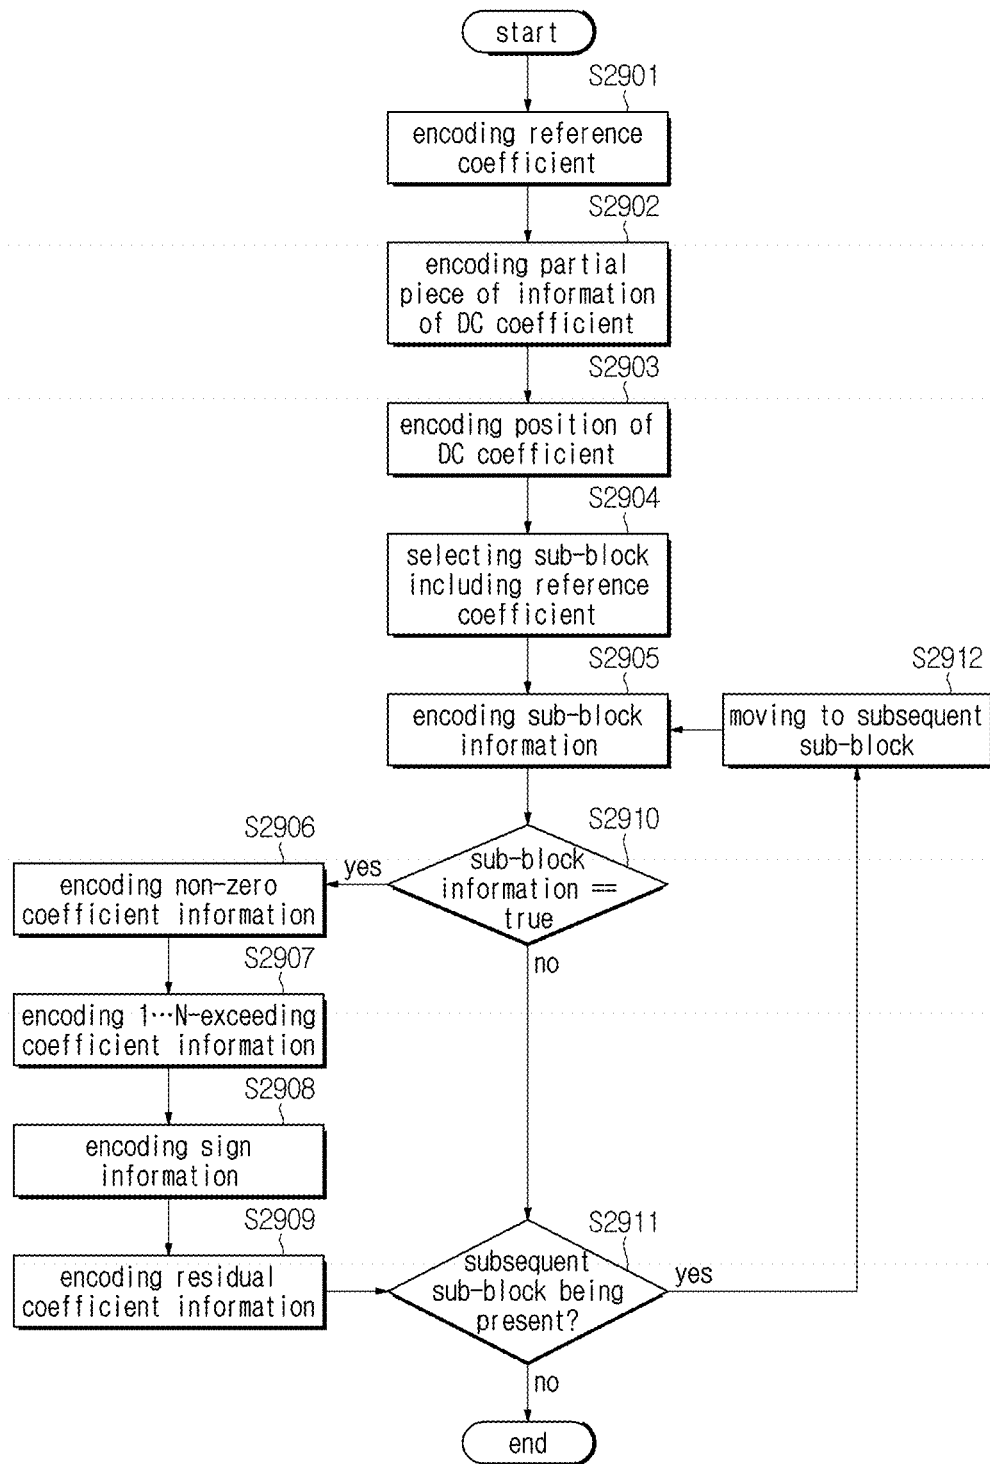 start
S2901
encoding reference
coefficient
S2902
encoding partial
piece of information
of DC coefficient
S2903
encoding position of
DC coefficient
S2904
selecting sub-block
including reference
coefficient
S2905
encoding sub-block
information
S2912
moving to subsequent
sub-block
S2910
sub-block
information ==
true
yes
no
S2906
encoding non-zero
coefficient information
S2907
encoding 1⋯N-exceeding
coefficient information
S2908
encoding sign
information
S2909
encoding residual
coefficient information
S2911
subsequent
sub-block being
present?
yes
no
end